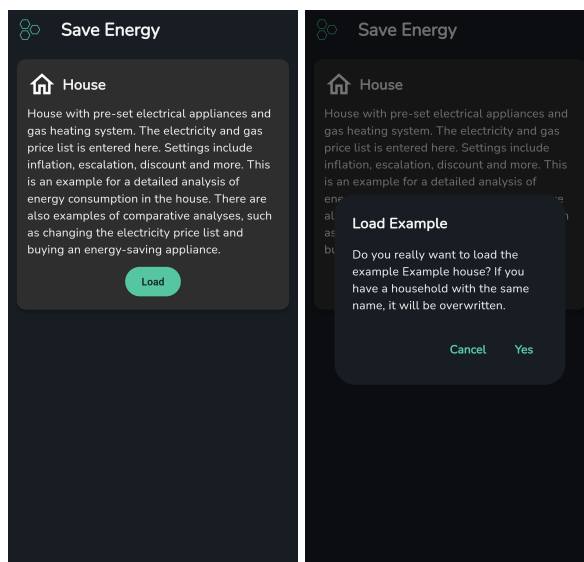 Save Energy
House
House with pre-set electrical appliances and
gas heating system. The electricity and gas
price list is entered here. Settings include
inflation, escalation, discount and more. This
is an example for a detailed analysis of
energy consumption in the house. There are
also examples of comparative analyses, such
as changing the electricity price list and
buying an energy-saving appliance.
Load
Save Energy
House
House with pre-set electrical appliances and
gas heating system. The electricity and gas
price list is entered here. Settings include
inflation, escalation, discount and more. This
is an example for a detailed analysis of
Load Example
Do you really want to load the
example Example house? If you
have a household with the same
name, it will be overwritten.
Cancel Yes